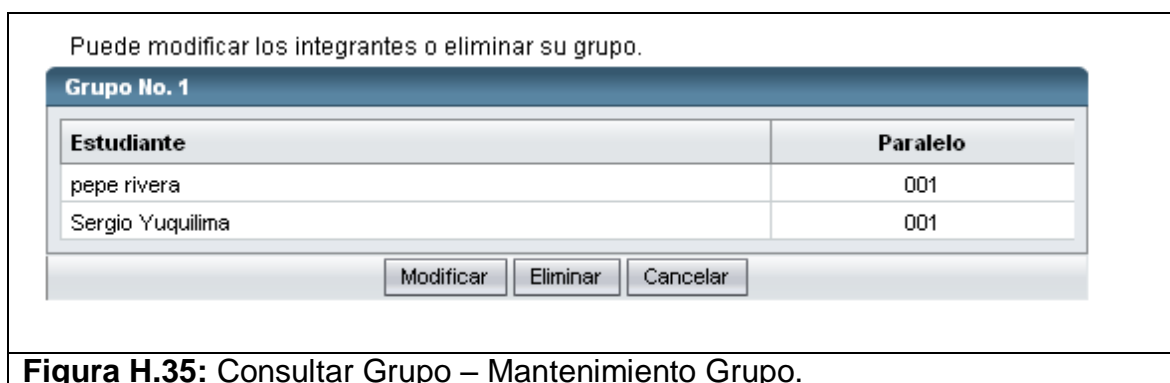 Puede modificar los integrantes o eliminar su grupo.
Grupo No. 1
Estudiante Paralelo
pepe rivera 001
Sergio Yuquilima 001
Modificar Eliminar Cancelar
Figura H.35: Consultar Grupo – Mantenimiento Grupo.